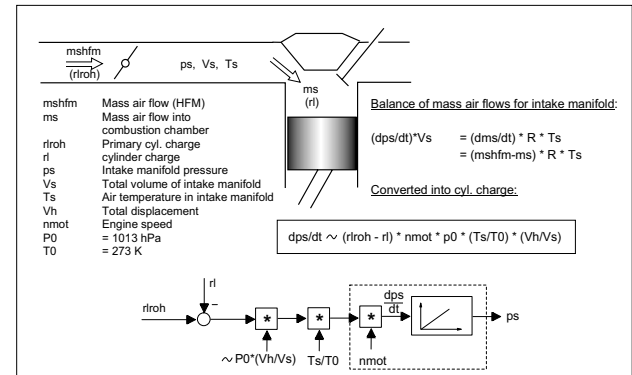 mshfm
(rlroh)
ps, Vs, Ts
ms
(rl)
mshfm Mass air flow (HFM)
ms Mass air flow into
combustion chamber
rlroh Primary cyl. charge
rl cylinder charge
ps Intake manifold pressure
Vs Total volume of intake manifold
Ts Air temperature in intake manifold
Vh Total displacement
nmot Engine speed
P0 = 1013 hPa
T0 = 273 K
Balance of mass air flows for intake manifold:
(dps/dt)*Vs = (dms/dt) * R * Ts
= (mshfm-ms) * R * Ts
Converted into cyl. charge:
dps/dt ~ (rlroh - rl) * nmot * p0 * (Ts/T0) * (Vh/Vs)
rl
−
rlroh
* * *
dps
dt
ps
~ P0*(Vh/Vs)
Ts/T0
nmot